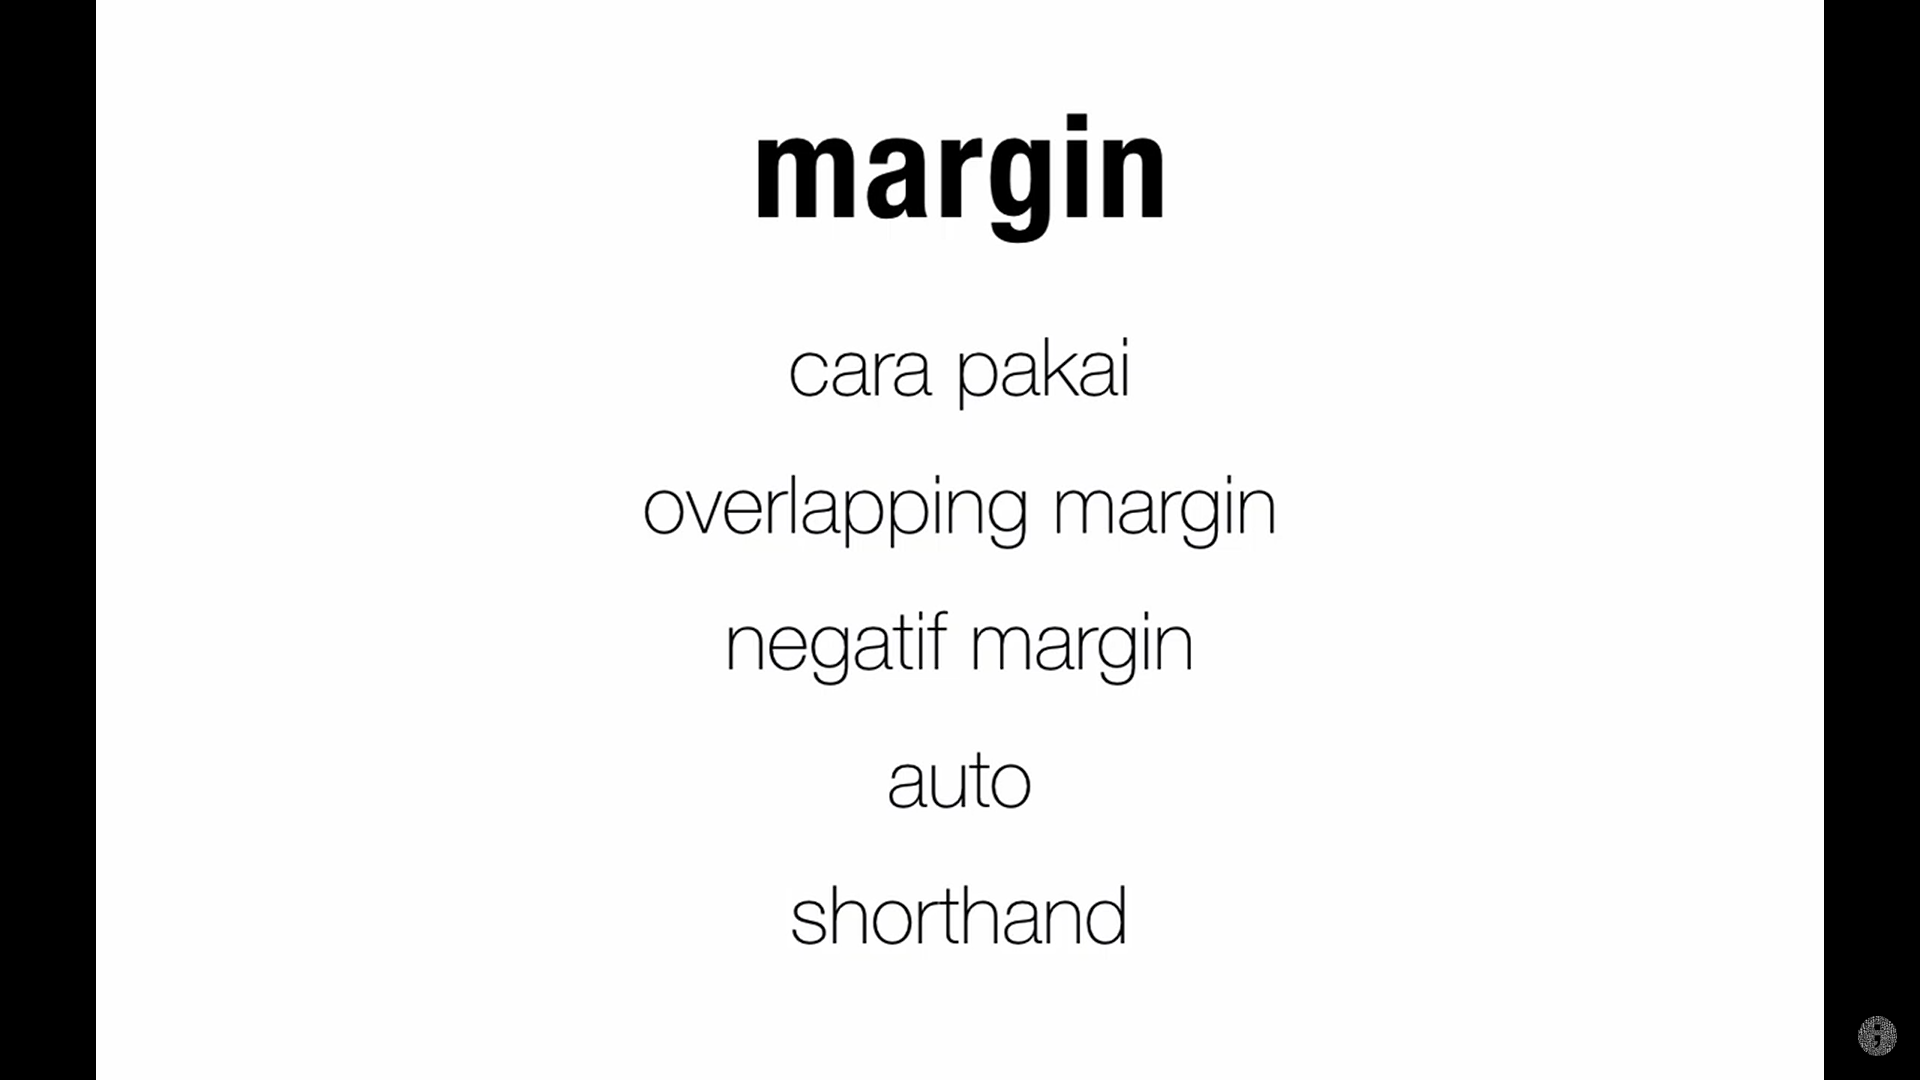 margin
cara pakai
overlapping margin
negatif margin
auto
shorthand